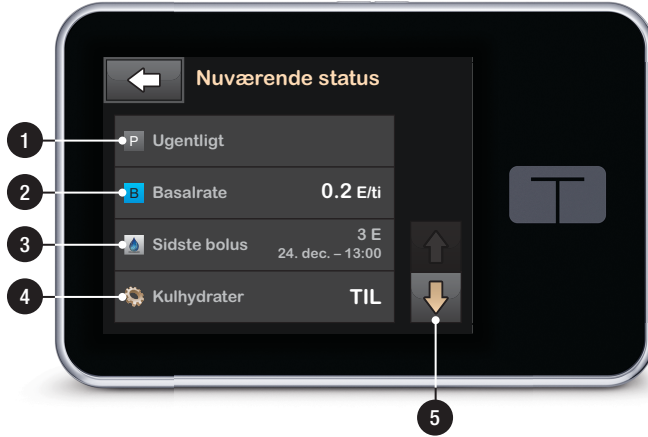 Nuværende status
1
P Ugentligt
2
B Basalrate 0.2 E/ti
3
Sidste bolus 3 E
24. dec. – 13:00
4
Kulhydrater TIL
5